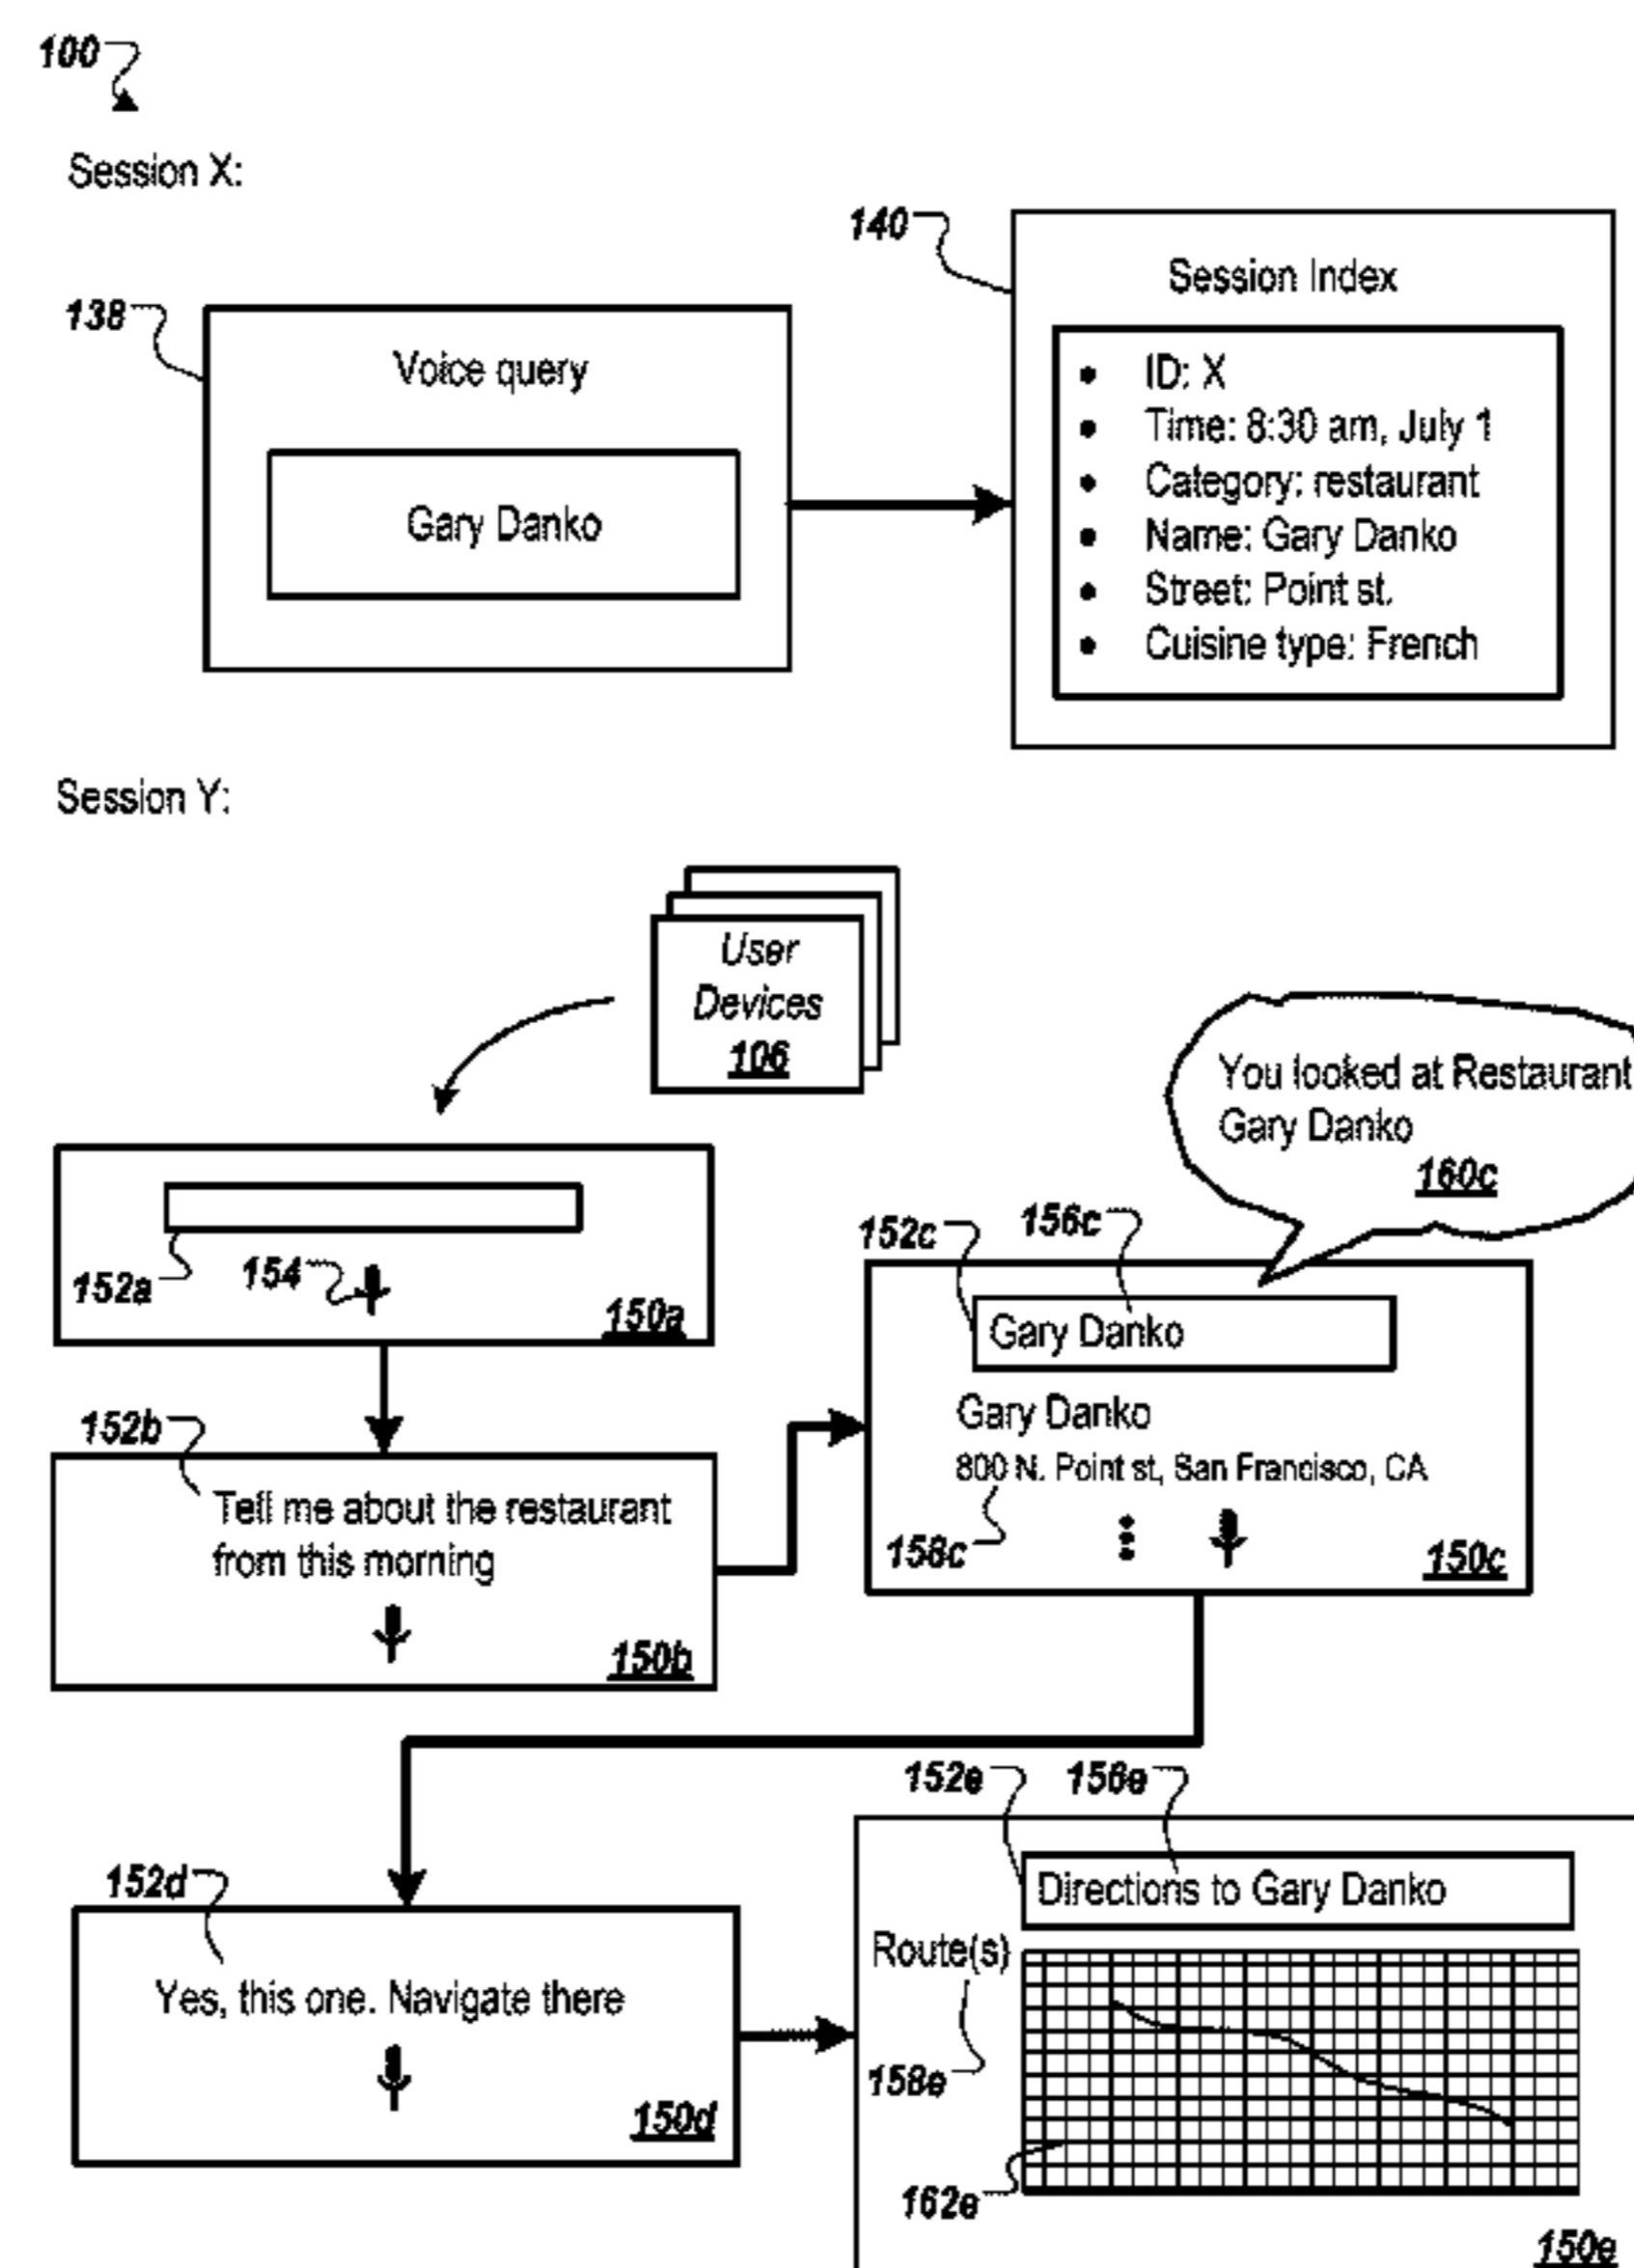 100
Session X:
140
Session Index
138
Voice query
Gary Danko
• ID: X
• Time: 8:30 am, July 1
• Category: restaurant
• Name: Gary Danko
• Street: Point st.
• Cuisine type: French
Session Y:
User
Devices
106
You looked at Restaurant
Gary Danko
160c
152a
154
150a
152c
156c
Gary Danko
Gary Danko
800 N. Point st, San Francisco, CA
158c
150c
152b
Tell me about the restaurant
from this morning
150b
152e
156e
Directions to Gary Danko
Route(s)
158e
162e
150e
152d
Yes, this one. Navigate there
150d